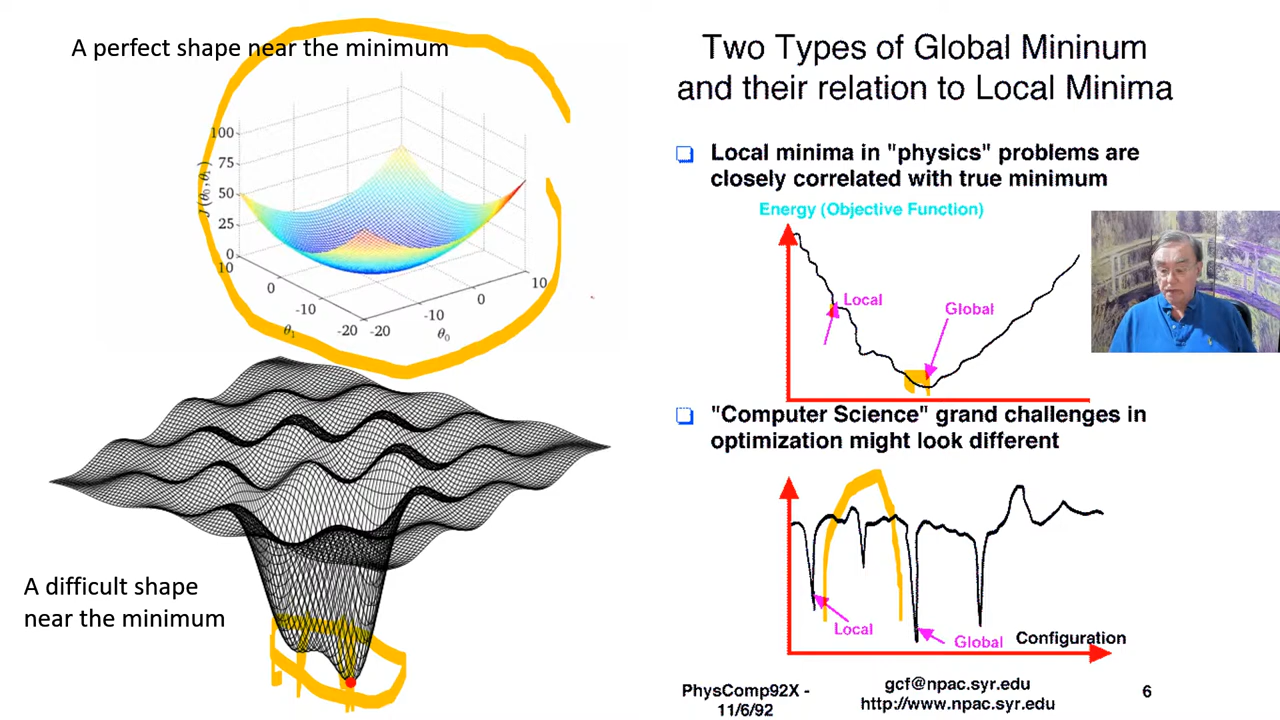 A perfect shape near the minimum
100
75
50
25
0
J(θ₀, θ₁)
10
0
-10
-20
θ₁
-20
-10
0
10
θ₀
A difficult shape
near the minimum
Two Types of Global Mininum
and their relation to Local Minima
Local minima in "physics" problems are
closely correlated with true minimum
Energy (Objective Function)
Local
Global
"Computer Science" grand challenges in
optimization might look different
Local
Global
Configuration
PhysComp92X -
11/6/92
gcf@npac.syr.edu
http://www.npac.syr.edu
6